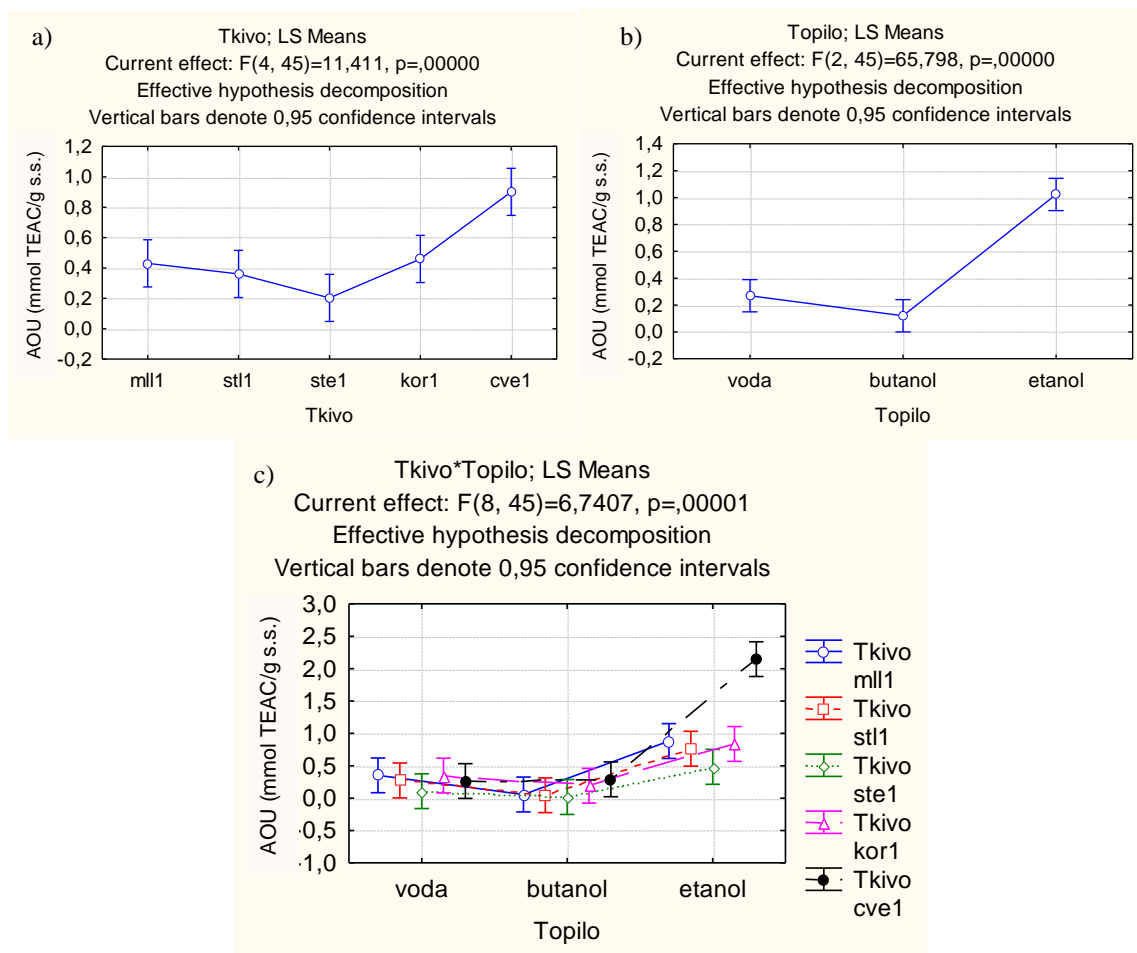 a)
Tkivo; LS Means
Current effect: F(4, 45)=11,411, p=,00000
Effective hypothesis decomposition
Vertical bars denote 0,95 confidence intervals
1,2
1,0
0,8
0,6
0,4
0,2
0,0
-0,2
AOU (mmol TEAC/g s.s.)
mll1 stl1 ste1 kor1 cve1
Tkivo
b)
Topilo; LS Means
Current effect: F(2, 45)=65,798, p=,00000
Effective hypothesis decomposition
Vertical bars denote 0,95 confidence intervals
1,4
1,2
1,0
0,8
0,6
0,4
0,2
0,0
-0,2
AOU (mmol TEAC/g s.s.)
voda butanol etanol
Topilo
c)
Tkivo*Topilo; LS Means
Current effect: F(8, 45)=6,7407, p=,00001
Effective hypothesis decomposition
Vertical bars denote 0,95 confidence intervals
3,0
2,5
2,0
1,5
1,0
0,5
0,0
-0,5
-1,0
AOU (mmol TEAC/g s.s.)
voda butanol etanol
Topilo
Tkivo
mll1
Tkivo
stl1
Tkivo
ste1
Tkivo
kor1
Tkivo
cve1